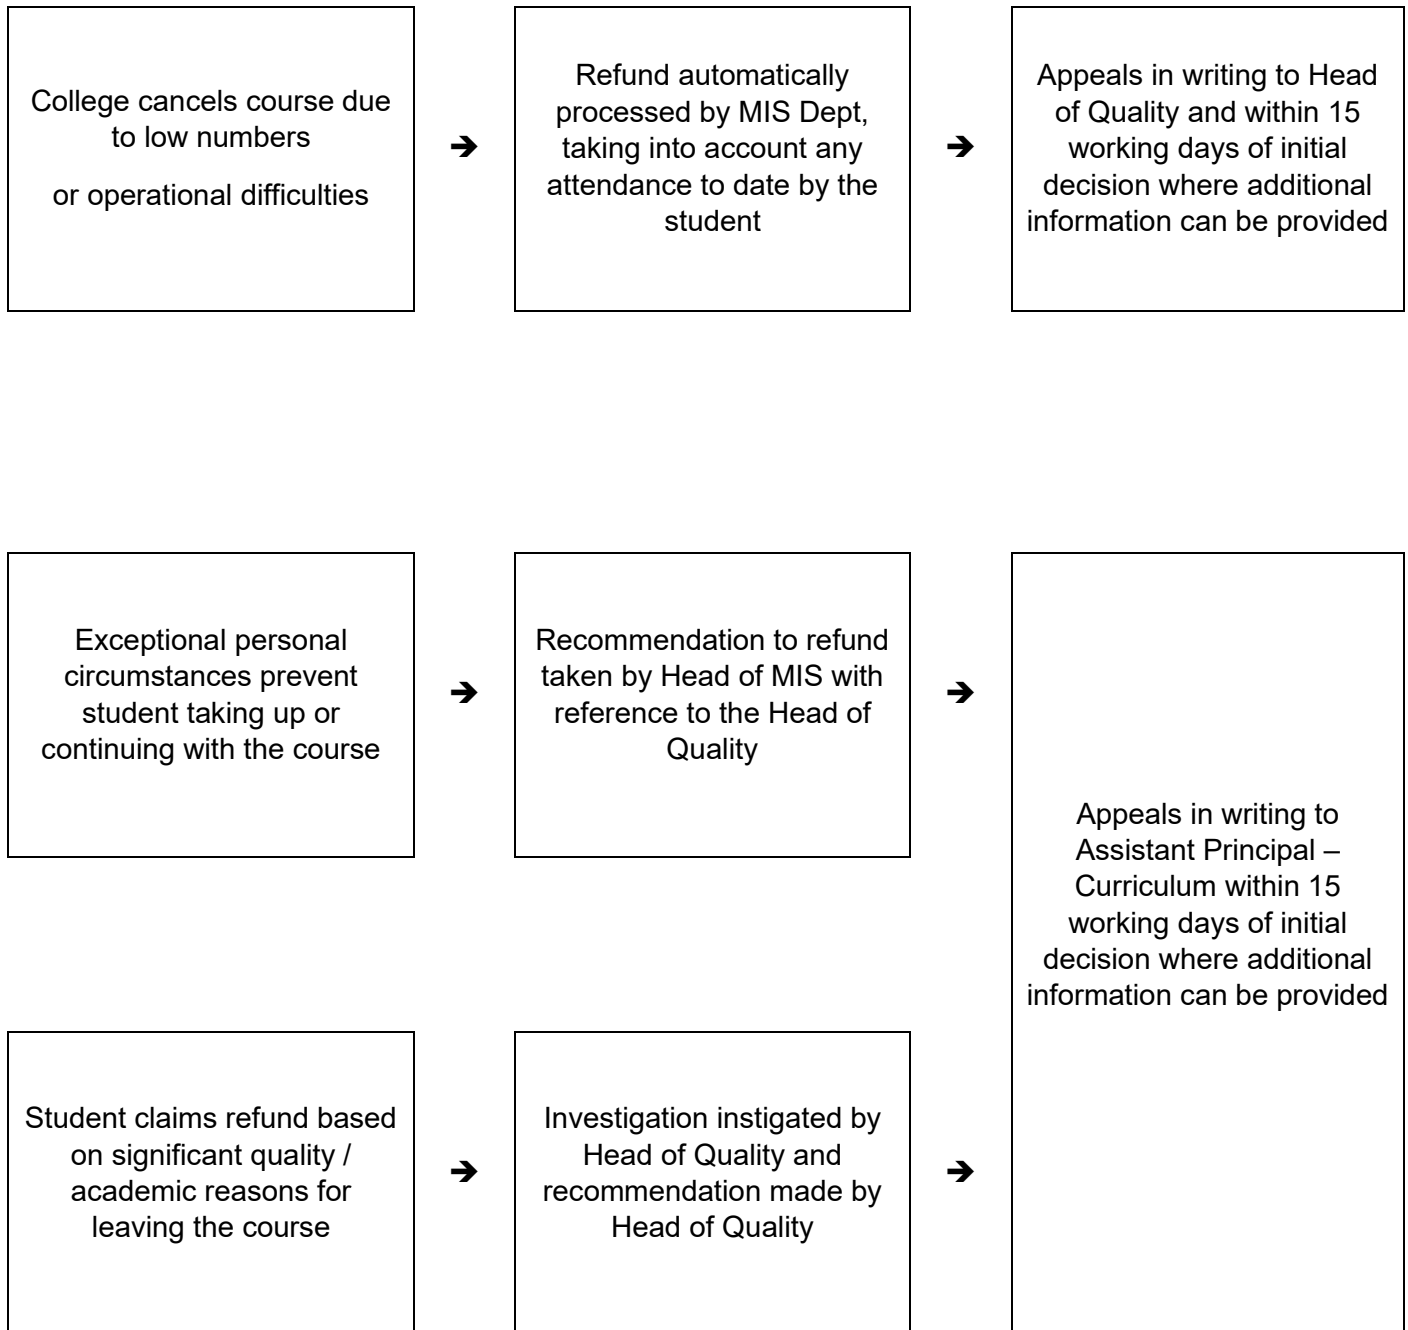 College cancels course due
to low numbers
or operational difficulties
➔
Refund automatically
processed by MIS Dept,
taking into account any
attendance to date by the
student
➔
Appeals in writing to Head
of Quality and within 15
working days of initial
decision where additional
information can be provided
Exceptional personal
circumstances prevent
student taking up or
continuing with the course
➔
Recommendation to refund
taken by Head of MIS with
reference to the Head of
Quality
➔
Appeals in writing to
Assistant Principal –
Curriculum within 15
working days of initial
decision where additional
information can be provided
Student claims refund based
on significant quality /
academic reasons for
leaving the course
➔
Investigation instigated by
Head of Quality and
recommendation made by
Head of Quality
➔